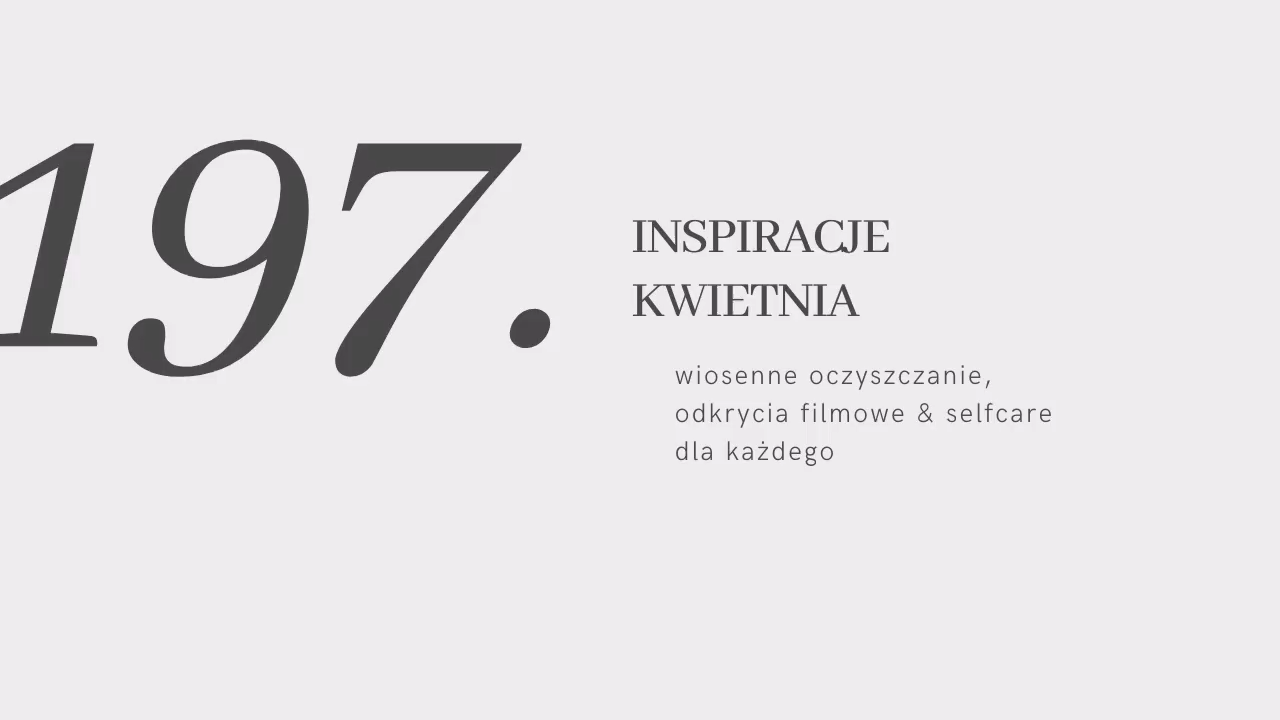 197.
INSPIRACJE
KWIETNIA
wiosenne oczyszczanie,
odkrycia filmowe & selfcare
dla każdego